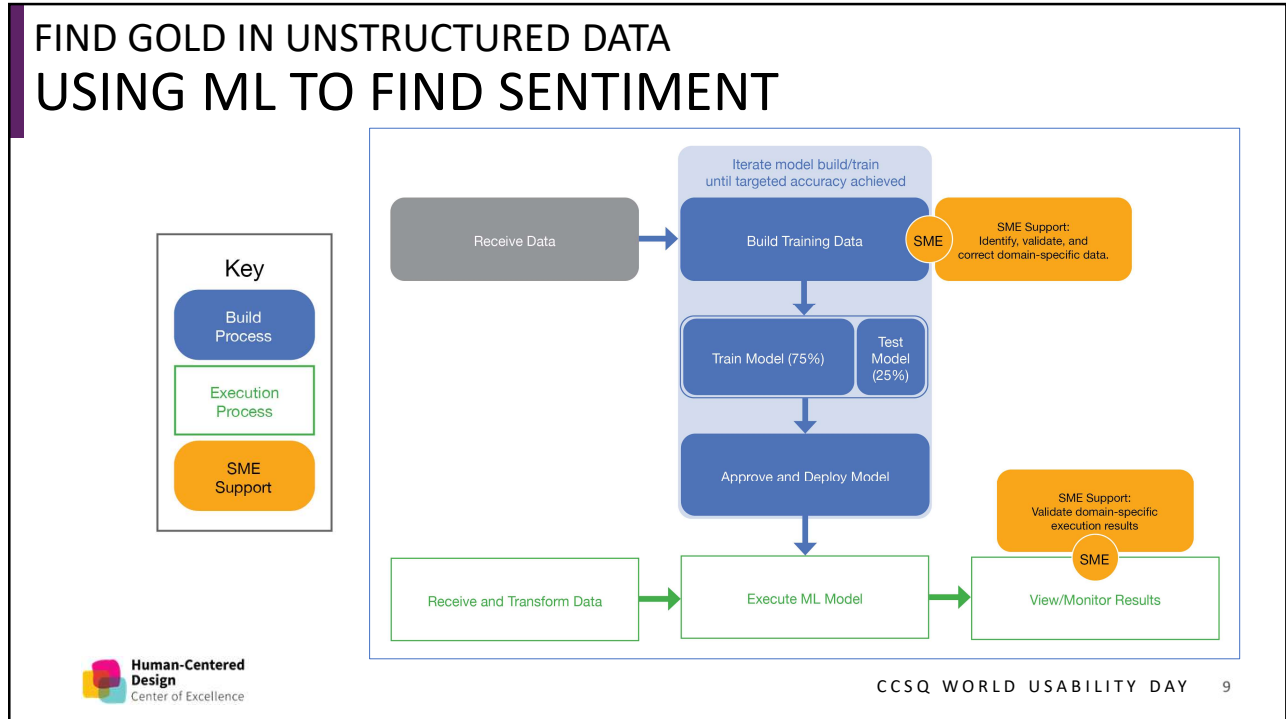 FIND GOLD IN UNSTRUCTURED DATA
USING ML TO FIND SENTIMENT
Key
Build
Process
Execution
Process
SME
Support
Iterate model build/train
until targeted accuracy achieved
Receive Data
Build Training Data
SME
SME Support:
Identify, validate, and
correct domain-specific data.
Train Model (75%)
Test
Model
(25%)
Approve and Deploy Model
SME Support:
Validate domain-specific
execution results
SME
Receive and Transform Data
Execute ML Model
View/Monitor Results
Human-Centered
Design
Center of Excellence
CCSQ WORLD USABILITY DAY 9